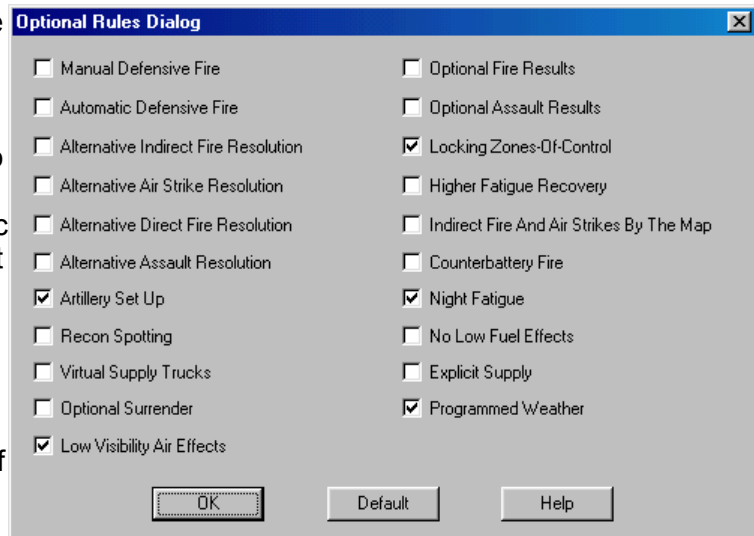 Optional Rules Dialog
Manual Defensive Fire
Automatic Defensive Fire
Alternative Indirect Fire Resolution
Alternative Air Strike Resolution
Alternative Direct Fire Resolution
Alternative Assault Resolution
Artillery Set Up
Recon Spotting
Virtual Supply Trucks
Optional Surrender
Low Visibility Air Effects
Optional Fire Results
Optional Assault Results
Locking Zones-Of-Control
Higher Fatigue Recovery
Indirect Fire And Air Strikes By The Map
Counterbattery Fire
Night Fatigue
No Low Fuel Effects
Explicit Supply
Programmed Weather
OK
Default
Help